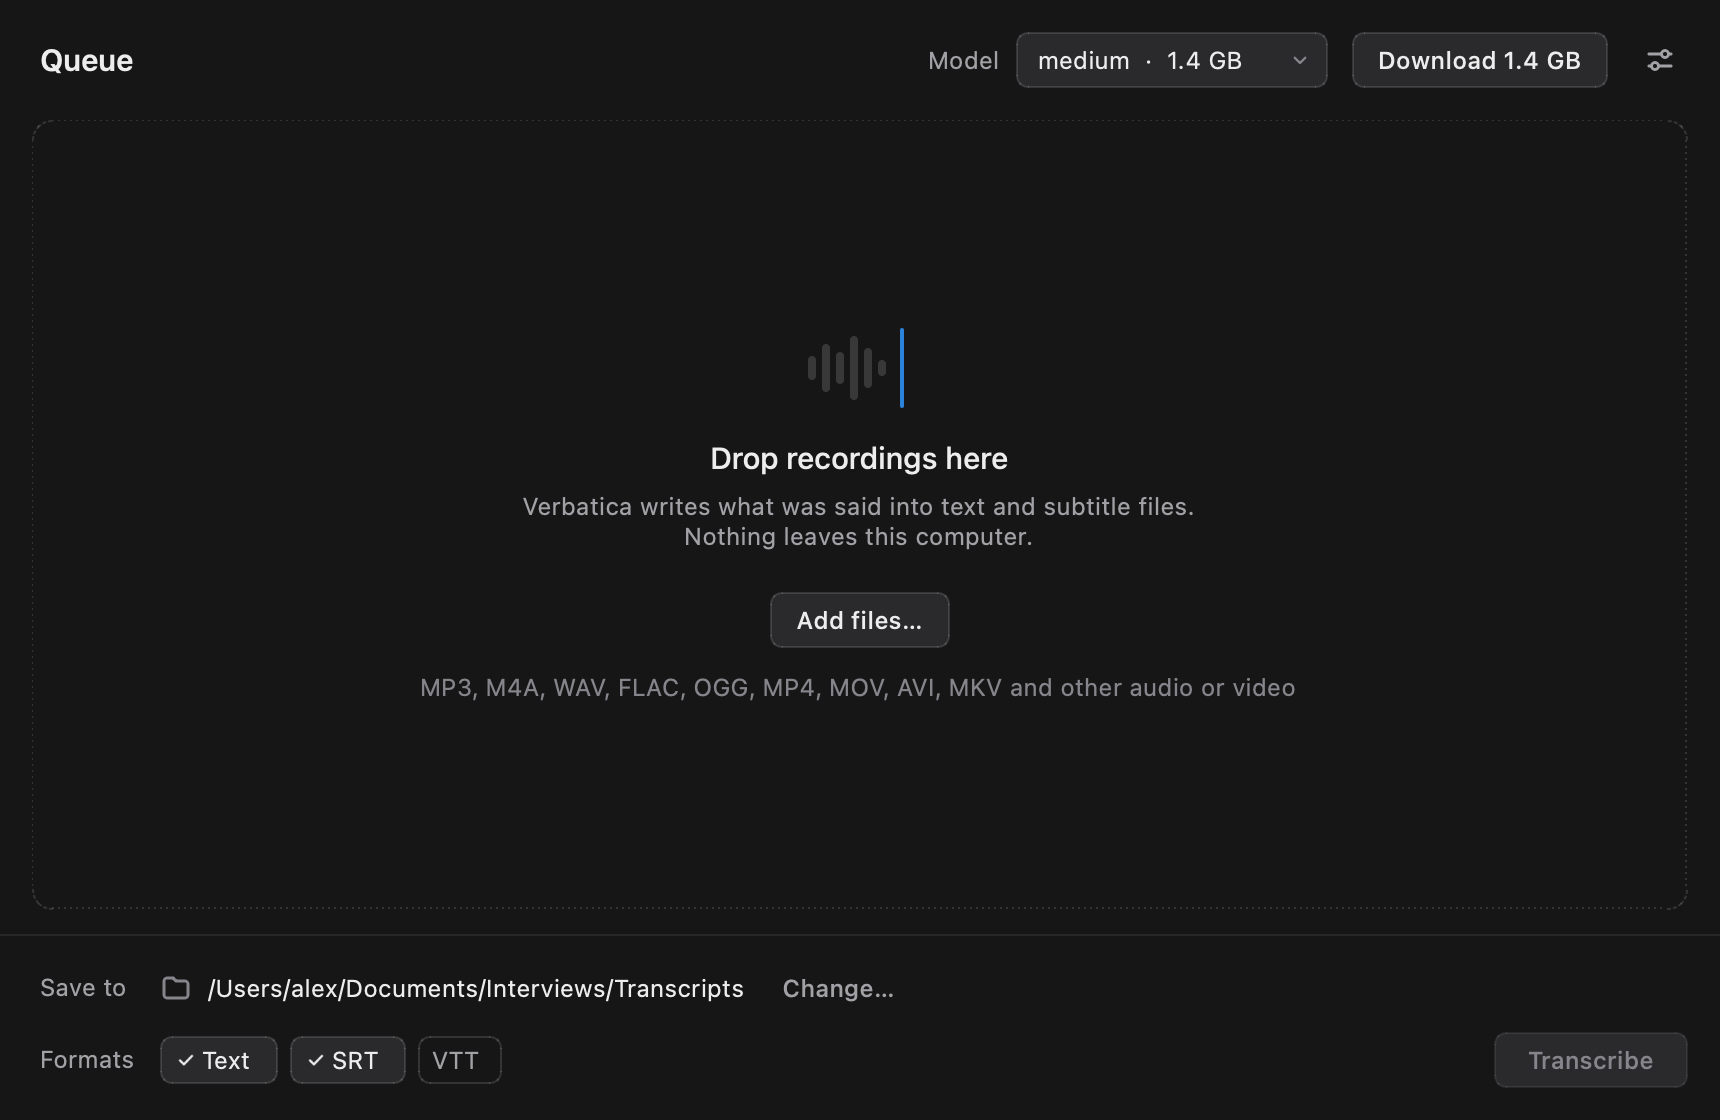 Queue
Model
medium · 1.4 GB
Download 1.4 GB
Drop recordings here
Verbatica writes what was said into text and subtitle files.
Nothing leaves this computer.
Add files...
MP3, M4A, WAV, FLAC, OGG, MP4, MOV, AVI, MKV and other audio or video
Save to
/Users/alex/Documents/Interviews/Transcripts
Change...
Formats
Text
SRT
VTT
Transcribe